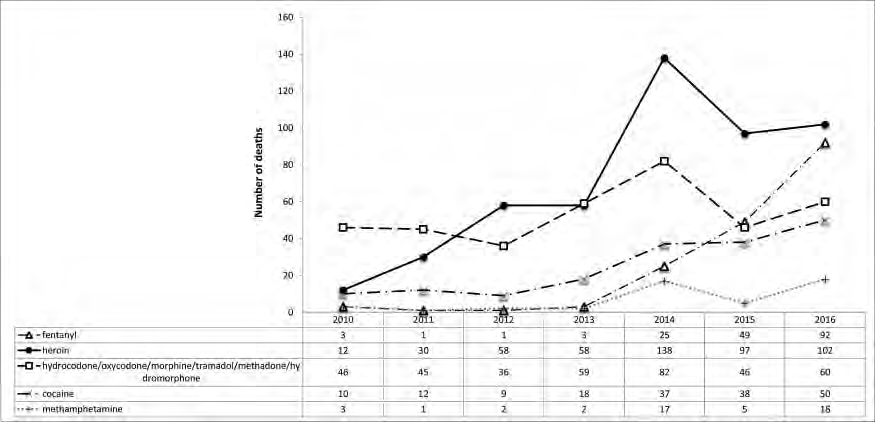 160
140
120
100
80
60
40
20
0
Number of deaths
2010 2011 2012 2013 2014 2015 2016
fentanyl 3 1 1 3 25 49 92
heroin 12 30 58 58 138 97 102
hydrocodone/oxycodone/morphine/tramadol/methadone/hy
dromorphone 46 45 36 59 82 46 60
cocaine 10 12 9 18 37 38 50
methamphetamine 3 1 2 2 17 5 18